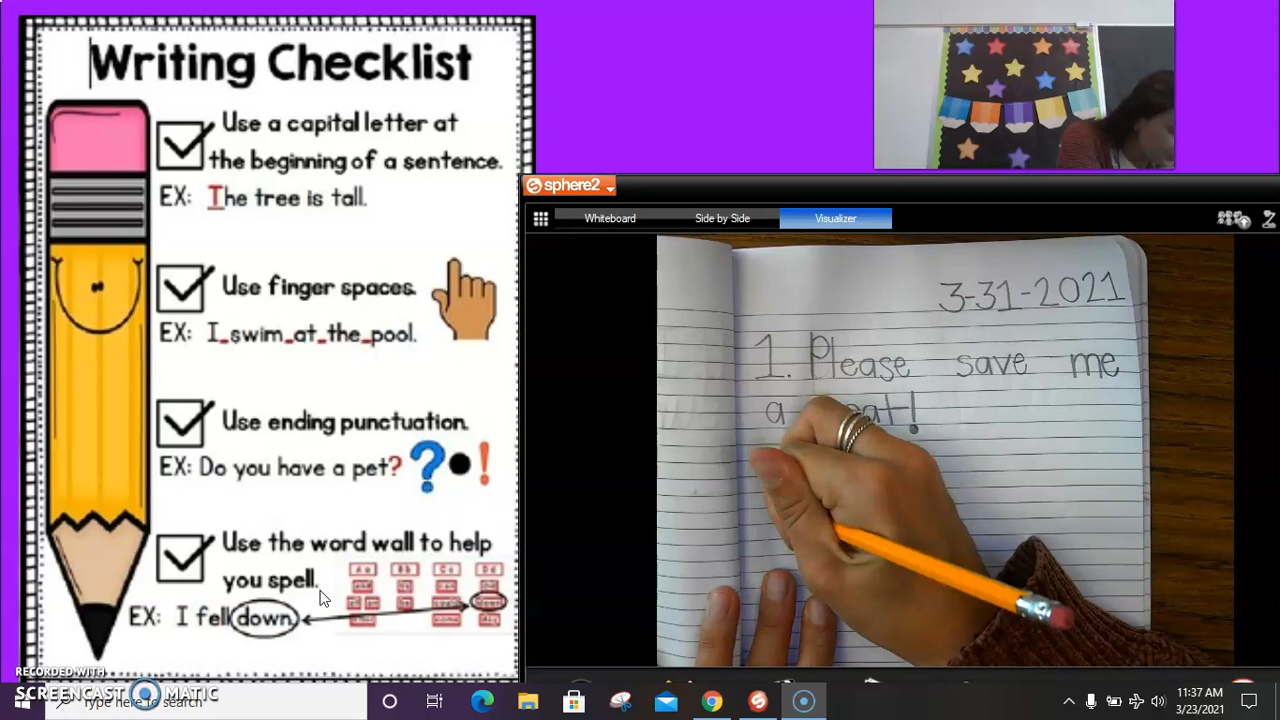 Writing Checklist
Use a capital letter at
the beginning of a sentence.
EX: The tree is tall.
Use finger spaces.
EX: I_swim_at_the_pool.
Use ending punctuation.
EX: Do you have a pet? ? . !
Use the word wall to help
you spell.
EX: I fell down.
sphere2
Whiteboard
Side by Side
Visualizer
3-31-2021
1. Please save me
a
RECORDED WITH
SCREENCAST MATIC
Type here to search
11:37 AM
3/23/2021